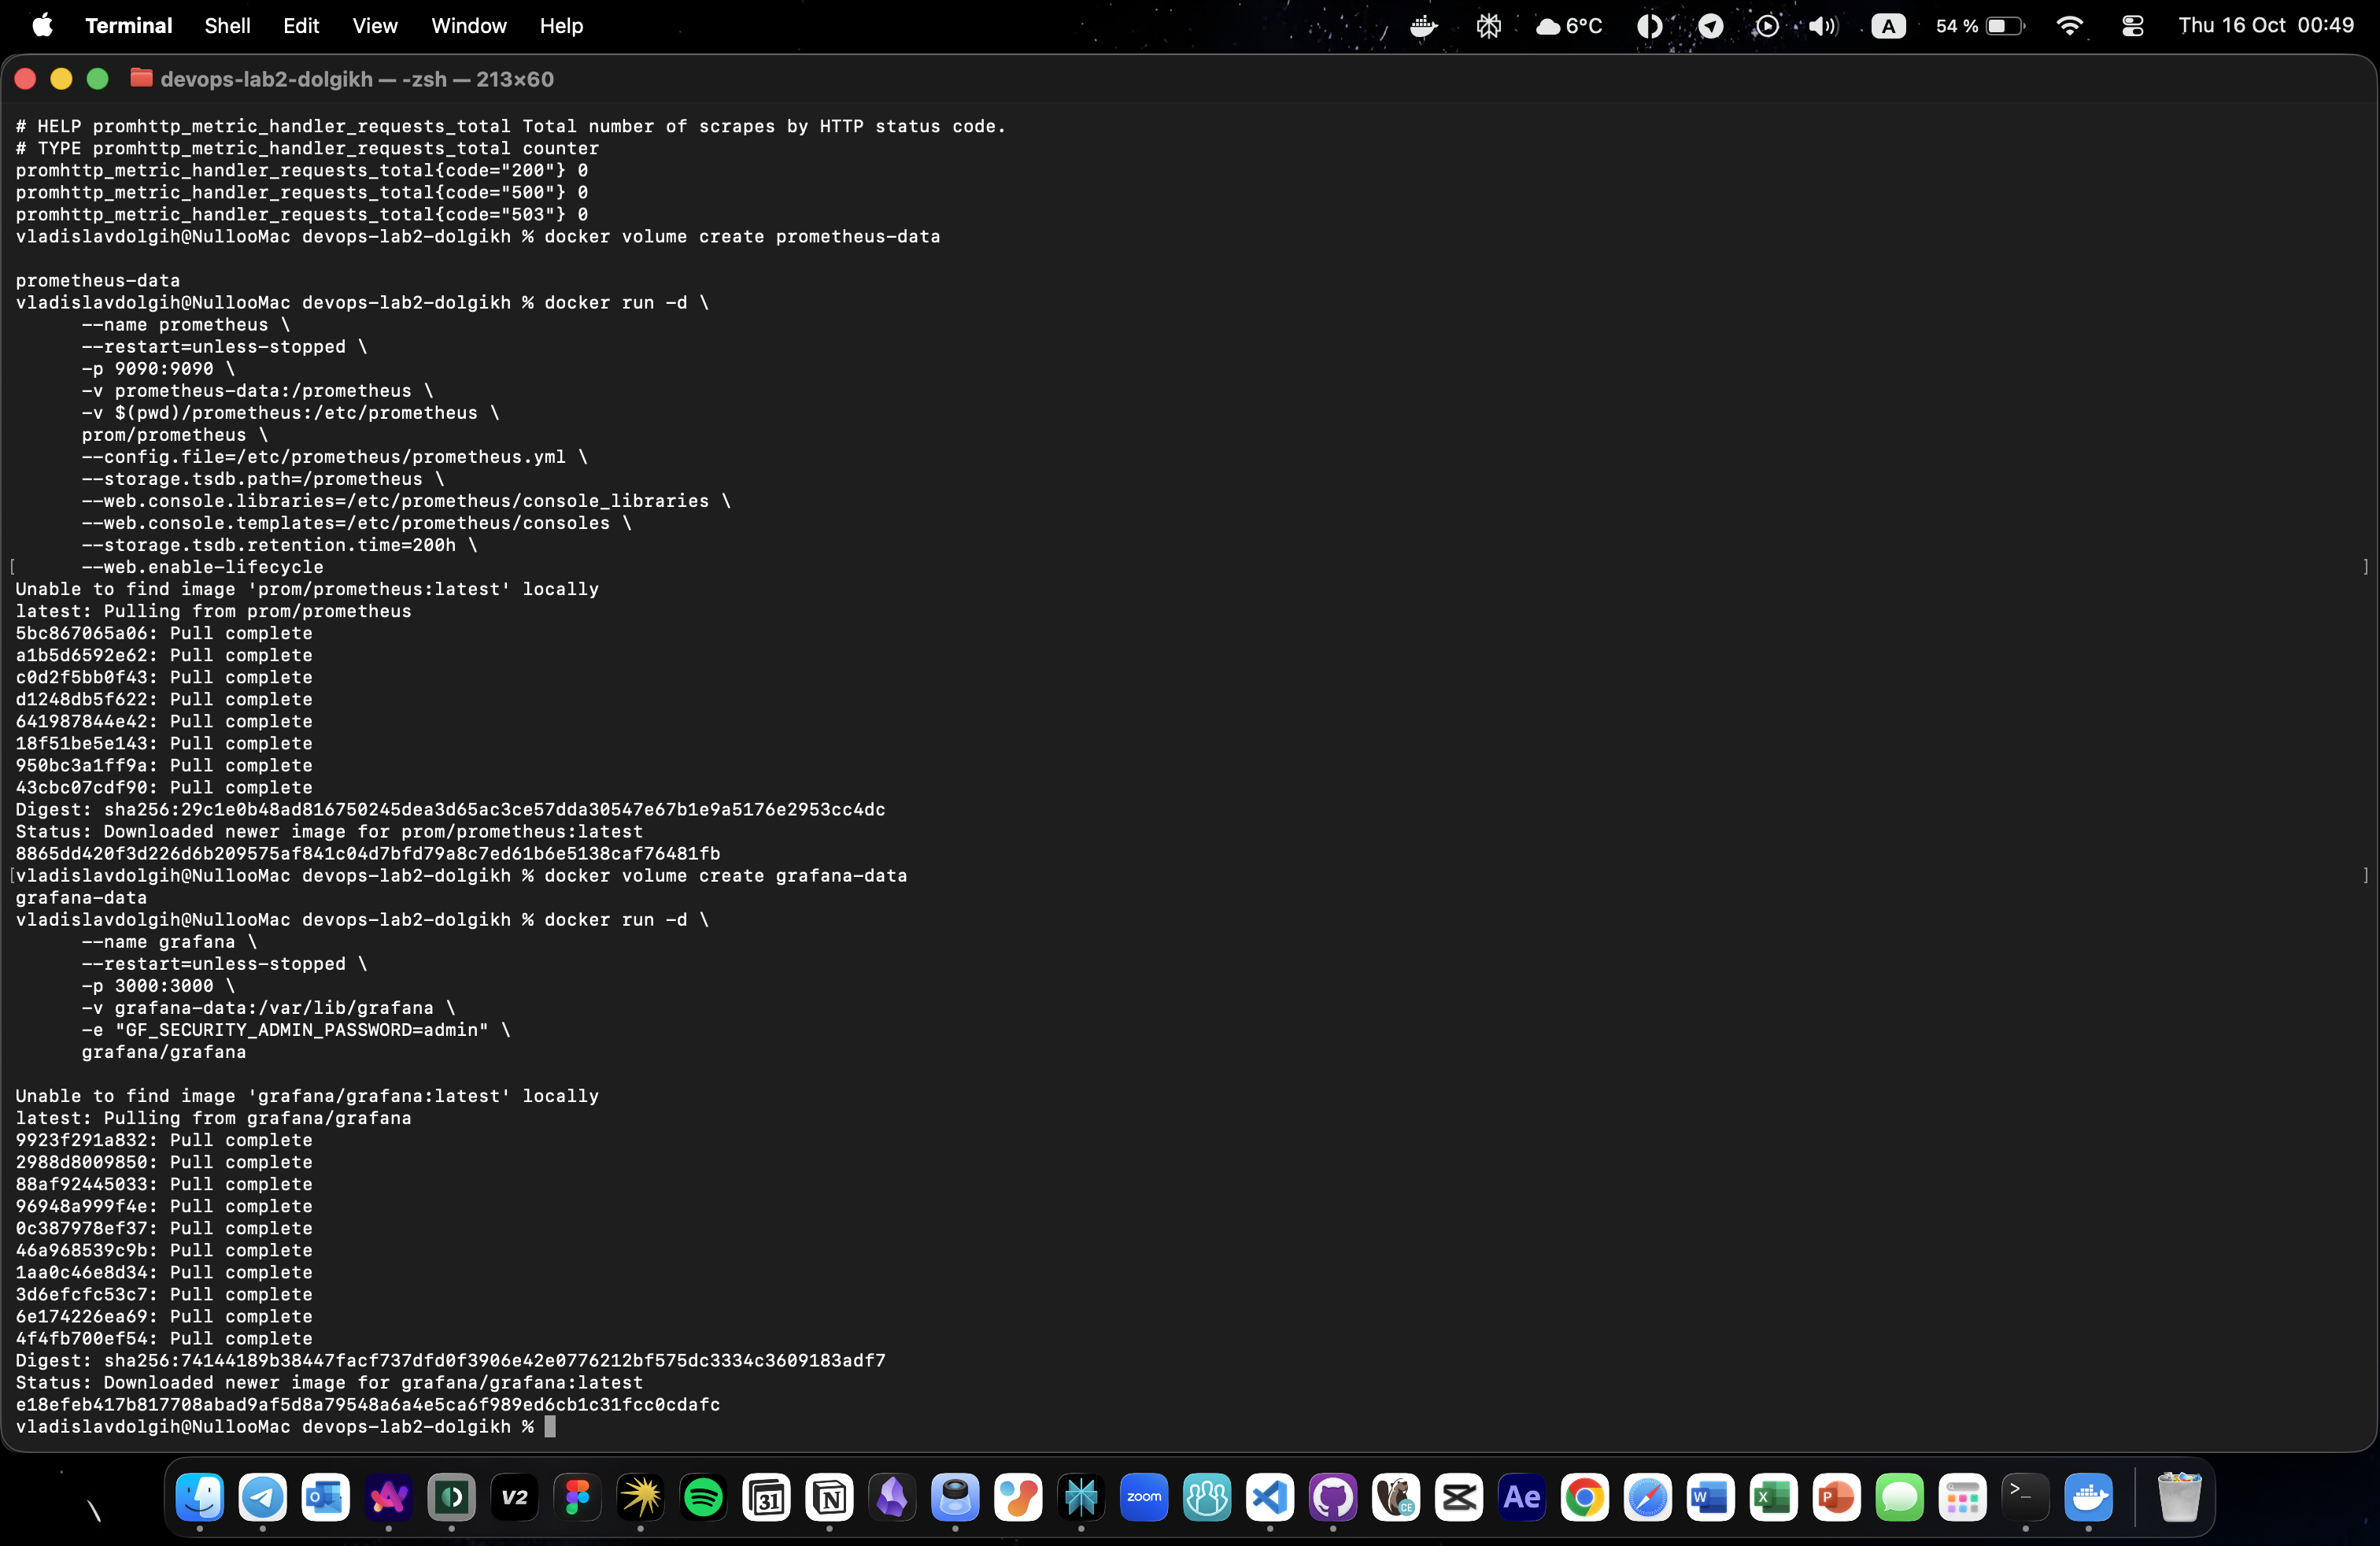 Terminal Shell Edit View Window Help 6°C A 54 % Thu 16 Oct 00:49
devops-lab2-dolgikh — -zsh — 213×60
# HELP promhttp_metric_handler_requests_total Total number of scrapes by HTTP status code.
# TYPE promhttp_metric_handler_requests_total counter
promhttp_metric_handler_requests_total{code="200"} 0
promhttp_metric_handler_requests_total{code="500"} 0
promhttp_metric_handler_requests_total{code="503"} 0
vladislavdolgih@NullooMac devops-lab2-dolgikh % docker volume create prometheus-data
prometheus-data
vladislavdolgih@NullooMac devops-lab2-dolgikh % docker run -d \
--name prometheus \
--restart=unless-stopped \
-p 9090:9090 \
-v prometheus-data:/prometheus \
-v $(pwd)/prometheus:/etc/prometheus \
prom/prometheus \
--config.file=/etc/prometheus/prometheus.yml \
--storage.tsdb.path=/prometheus \
--web.console.libraries=/etc/prometheus/console_libraries \
--web.console.templates=/etc/prometheus/consoles \
--storage.tsdb.retention.time=200h \
[ --web.enable-lifecycle ]
Unable to find image 'prom/prometheus:latest' locally
latest: Pulling from prom/prometheus
5bc867065a06: Pull complete
a1b5d6592e62: Pull complete
c0d2f5bb0f43: Pull complete
d1248db5f622: Pull complete
641987844e42: Pull complete
18f51be5e143: Pull complete
950bc3a1ff9a: Pull complete
43cbc07cdf90: Pull complete
Digest: sha256:29c1e0b48ad816750245dea3d65ac3ce57dda30547e67b1e9a5176e2953cc4dc
Status: Downloaded newer image for prom/prometheus:latest
8865dd420f3d226d6b209575af841c04d7bfd79a8c7ed61b6e5138caf76481fb
[vladislavdolgih@NullooMac devops-lab2-dolgikh % docker volume create grafana-data ]
grafana-data
vladislavdolgih@NullooMac devops-lab2-dolgikh % docker run -d \
--name grafana \
--restart=unless-stopped \
-p 3000:3000 \
-v grafana-data:/var/lib/grafana \
-e "GF_SECURITY_ADMIN_PASSWORD=admin" \
grafana/grafana
Unable to find image 'grafana/grafana:latest' locally
latest: Pulling from grafana/grafana
9923f291a832: Pull complete
2988d8009850: Pull complete
88af92445033: Pull complete
96948a999f4e: Pull complete
0c387978ef37: Pull complete
46a968539c9b: Pull complete
1aa0c46e8d34: Pull complete
3d6efcfc53c7: Pull complete
6e174226ea69: Pull complete
4f4fb700ef54: Pull complete
Digest: sha256:74144189b38447facf737dfd0f3906e42e0776212bf575dc3334c3609183adf7
Status: Downloaded newer image for grafana/grafana:latest
e18efeb417b817708abad9af5d8a79548a6a4e5ca6f989ed6cb1c31fcc0cdafc
vladislavdolgih@NullooMac devops-lab2-dolgikh %
V2 31 N zoom CE Ae W X P >_